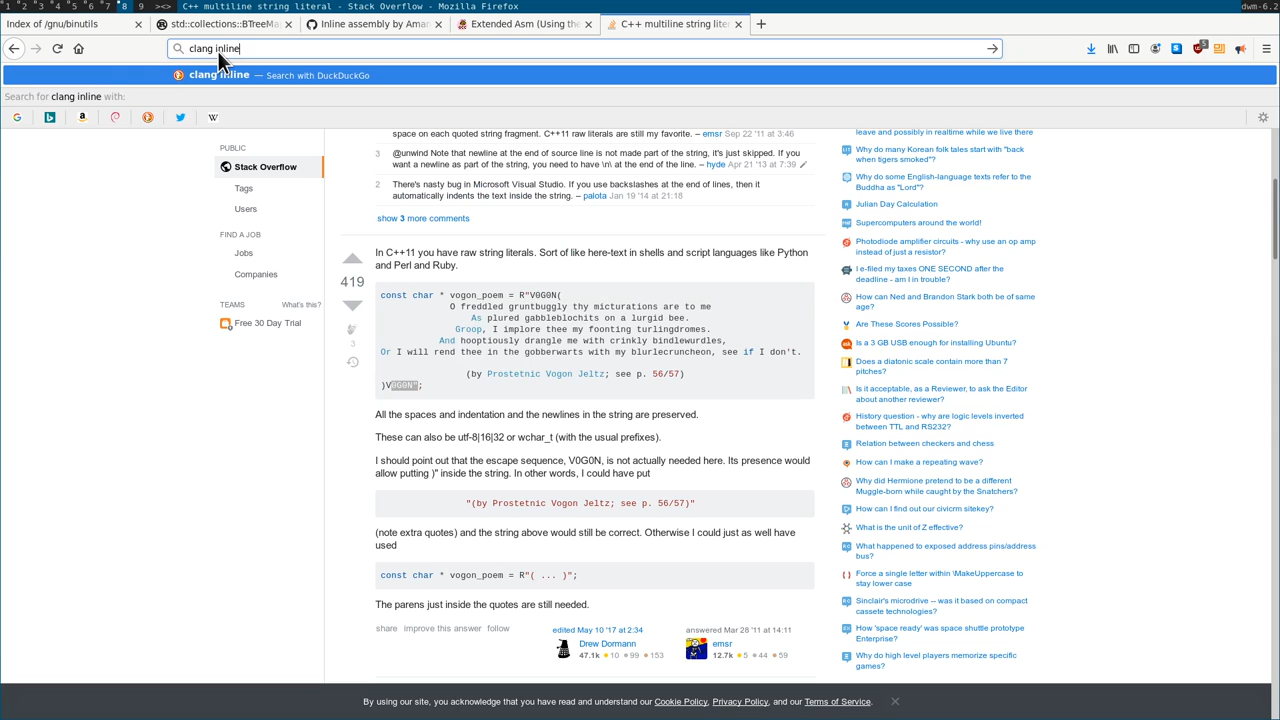 1 2 3 4 5 6 7 8 9 ><> C++ multiline string literal - Stack Overflow — Mozilla Firefox dwm-6.2
Index of /gnu/binutils
std::collections::BTreeMa
Inline assembly by Aman
Extended Asm (Using the
C++ multiline string liter
clang inline
clang inline — Search with DuckDuckGo
Search for clang inline with:
PUBLIC
Stack Overflow
Tags
Users
FIND A JOB
Jobs
Companies
TEAMS What's this?
Free 30 Day Trial
space on each quoted string fragment. C++11 raw literals are still my favorite. – emsr Sep 22 '11 at 3:46
3 @unwind Note that newline at the end of source line is not made part of the string, it's just skipped. If you
want a newline as part of the string, you need to have \n\ at the end of the line. – hyde Apr 21 '13 at 7:39
2 There's nasty bug in Microsoft Visual Studio. If you use backslashes at the end of lines, then it
automatically indents the text inside the string. – palota Jan 19 '14 at 21:18
show 3 more comments
419
3
In C++11 you have raw string literals. Sort of like here-text in shells and script languages like Python
and Perl and Ruby.
const char * vogon_poem = R"V0G0N(
O freddled gruntbuggly thy micturations are to me
As plured gabbleblochits on a lurgid bee.
Groop, I implore thee my foonting turlingdromes.
And hooptiously drangle me with crinkly bindlewurdles,
Or I will rend thee in the gobberwarts with my blurlecruncheon, see if I don't.
(by Prostetnic Vogon Jeltz; see p. 56/57)
)V0G0N";
All the spaces and indentation and the newlines in the string are preserved.
These can also be utf-8|16|32 or wchar_t (with the usual prefixes).
I should point out that the escape sequence, V0G0N, is not actually needed here. Its presence would
allow putting )" inside the string. In other words, I could have put
"(by Prostetnic Vogon Jeltz; see p. 56/57)"
(note extra quotes) and the string above would still be correct. Otherwise I could just as well have
used
const char * vogon_poem = R"( ... )";
The parens just inside the quotes are still needed.
share improve this answer follow
edited May 10 '17 at 2:34
Drew Dormann
47.1k 10 99 153
answered Mar 28 '11 at 14:11
emsr
12.7k 5 44 59
leave and possibly in realtime while we live there
Why do many Korean folk tales start with "back
when tigers smoked"?
Why do some English-language texts refer to the
Buddha as "Lord"?
Julian Day Calculation
Supercomputers around the world!
Photodiode amplifier circuits - why use an op amp
instead of just a resistor?
I e-filed my taxes ONE SECOND after the
deadline - am I in trouble?
How can Ned and Brandon Stark both be of same
age?
Are These Scores Possible?
Is a 3 GB USB enough for installing Ubuntu?
Does a diatonic scale contain more than 7
pitches?
Is it acceptable, as a Reviewer, to ask the Editor
about another reviewer?
History question - why are logic levels inverted
between TTL and RS232?
Relation between checkers and chess
How can I make a repeating wave?
Why did Hermione pretend to be a different
Muggle-born while caught by the Snatchers?
How can I find out our civicrm sitekey?
What is the unit of Z effective?
What happened to exposed address pins/address
bus?
Force a single letter within \MakeUppercase to
stay lower case
Sinclair's microdrive -- was it based on compact
cassete technologies?
How 'space ready' was space shuttle prototype
Enterprise?
Why do high level players memorize specific
games?
By using our site, you acknowledge that you have read and understand our Cookie Policy, Privacy Policy, and our Terms of Service.